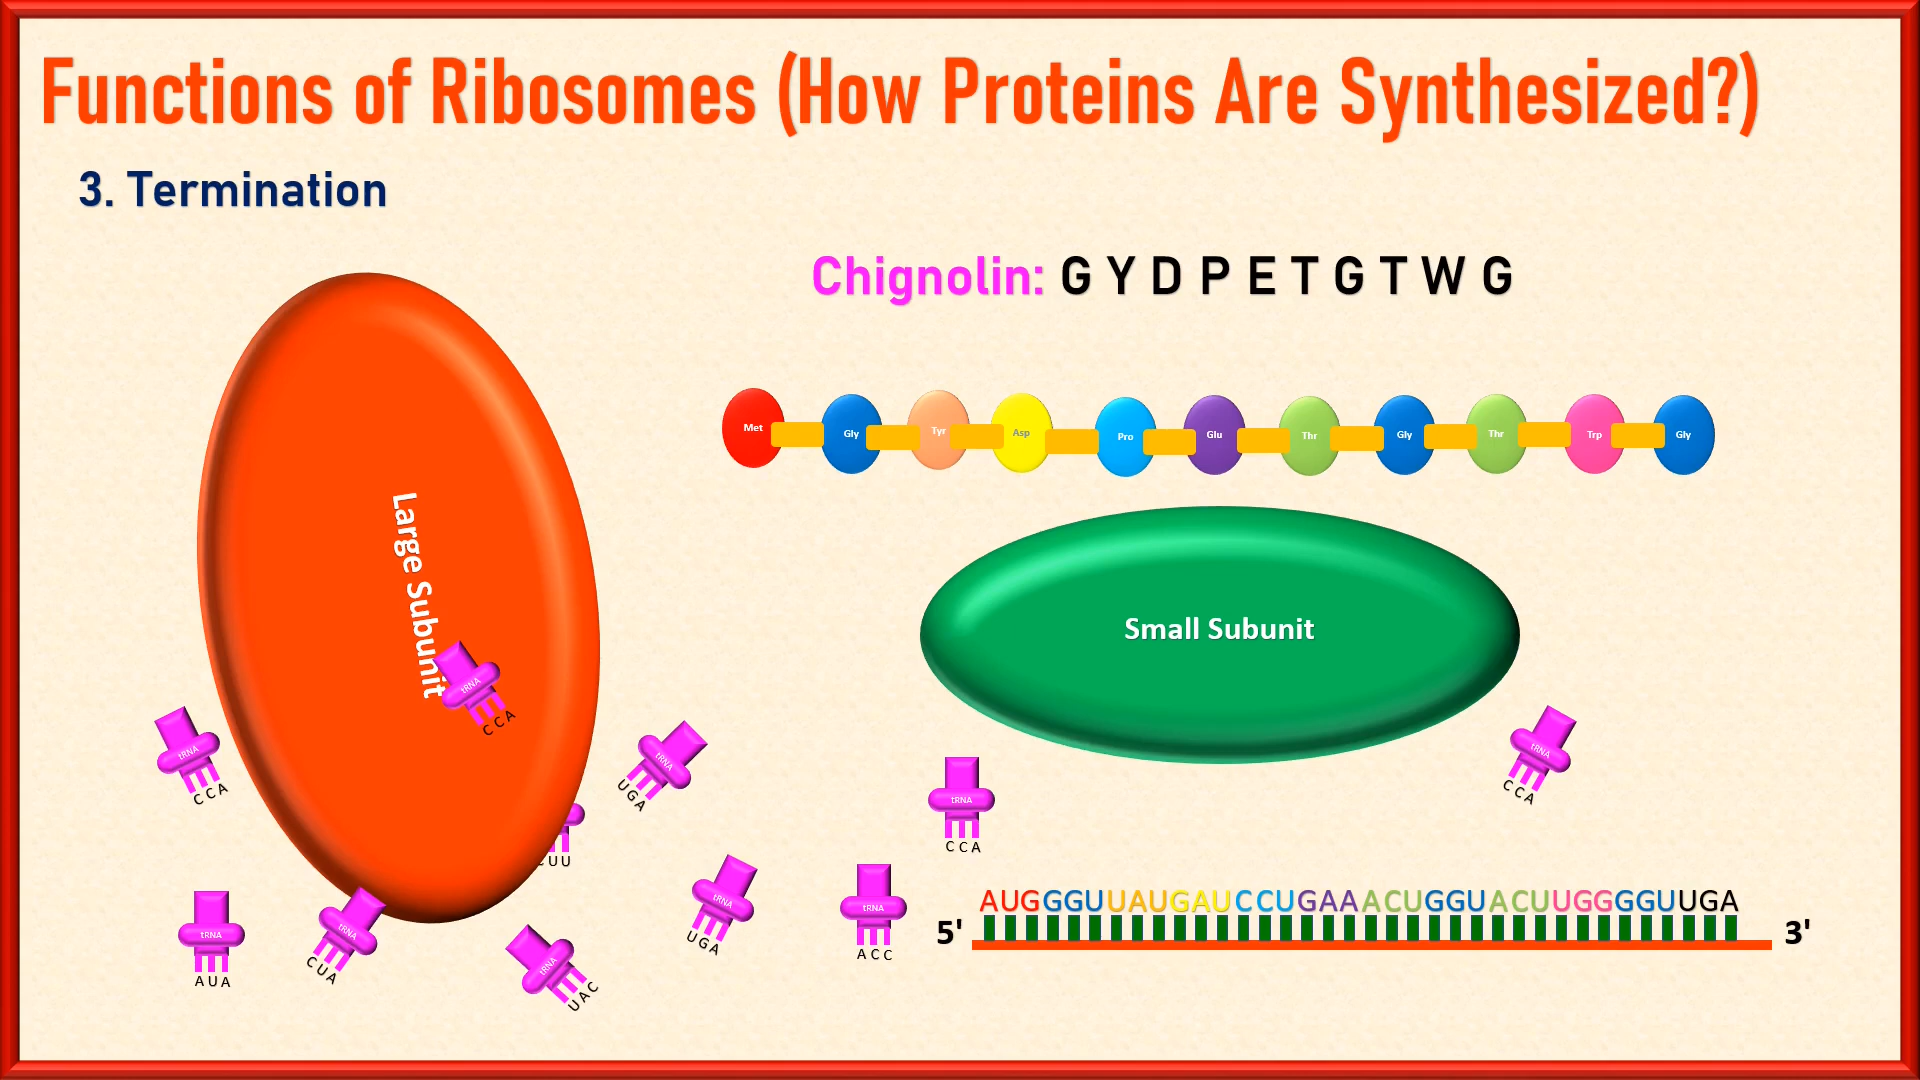 Functions of Ribosomes (How Proteins Are Synthesized?)
3. Termination
Chignolin: G Y D P E T G T W G
Met Gly Tyr Asp Pro Glu Thr Gly Thr Trp Gly
Large Subunit
Small Subunit
tRNA
CCA
tRNA
CCA
tRNA
UGA
tRNA
CCA
tRNA
CCA
CUU
tRNA
AUA
tRNA
CUA
tRNA
UAC
tRNA
UGA
tRNA
ACC
5' AUGGGUUAUGAUCCUGAAACUGGUACUUGGGGUUGA 3'